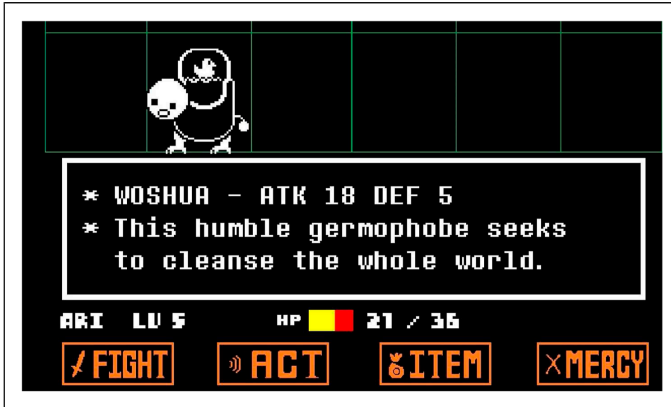 * WOSHUA - ATK 18 DEF 5
* This humble germophobe seeks
to cleanse the whole world.
ARI LV 5 HP 21 / 36
FIGHT ACT ITEM MERCY